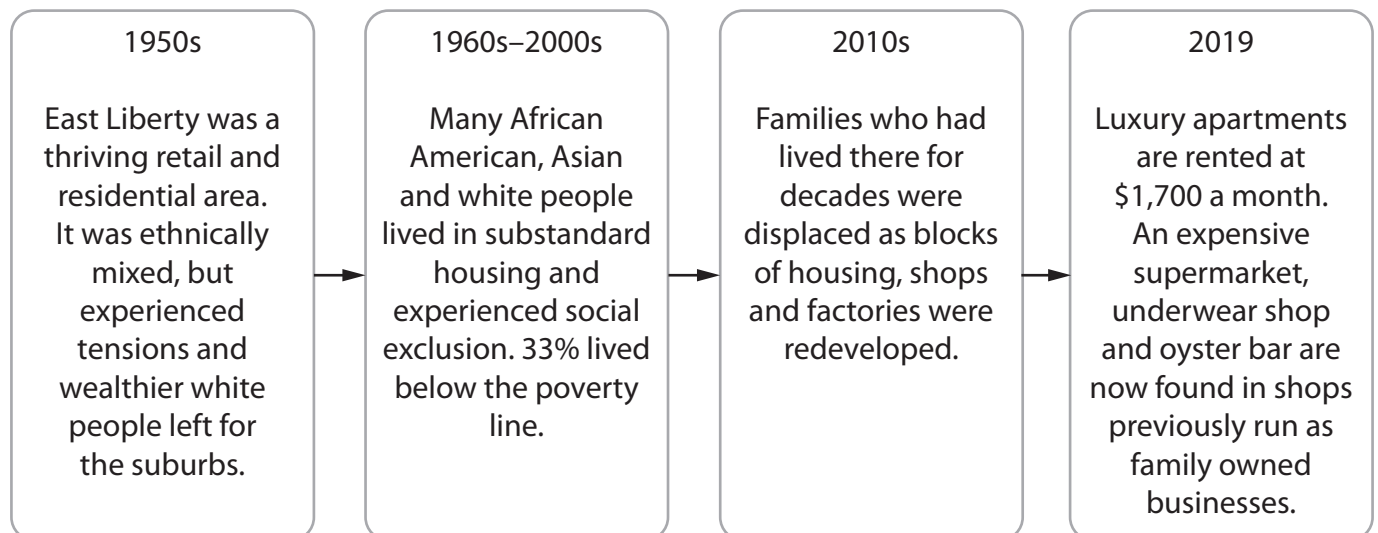 1950s
East Liberty was a
thriving retail and
residential area.
It was ethnically
mixed, but
experienced
tensions and
wealthier white
people left for
the suburbs.
1960s–2000s
Many African
American, Asian
and white people
lived in substandard
housing and
experienced social
exclusion. 33% lived
below the poverty
line.
2010s
Families who had
lived there for
decades were
displaced as blocks
of housing, shops
and factories were
redeveloped.
2019
Luxury apartments
are rented at
$1,700 a month.
An expensive
supermarket,
underwear shop
and oyster bar are
now found in shops
previously run as
family owned
businesses.